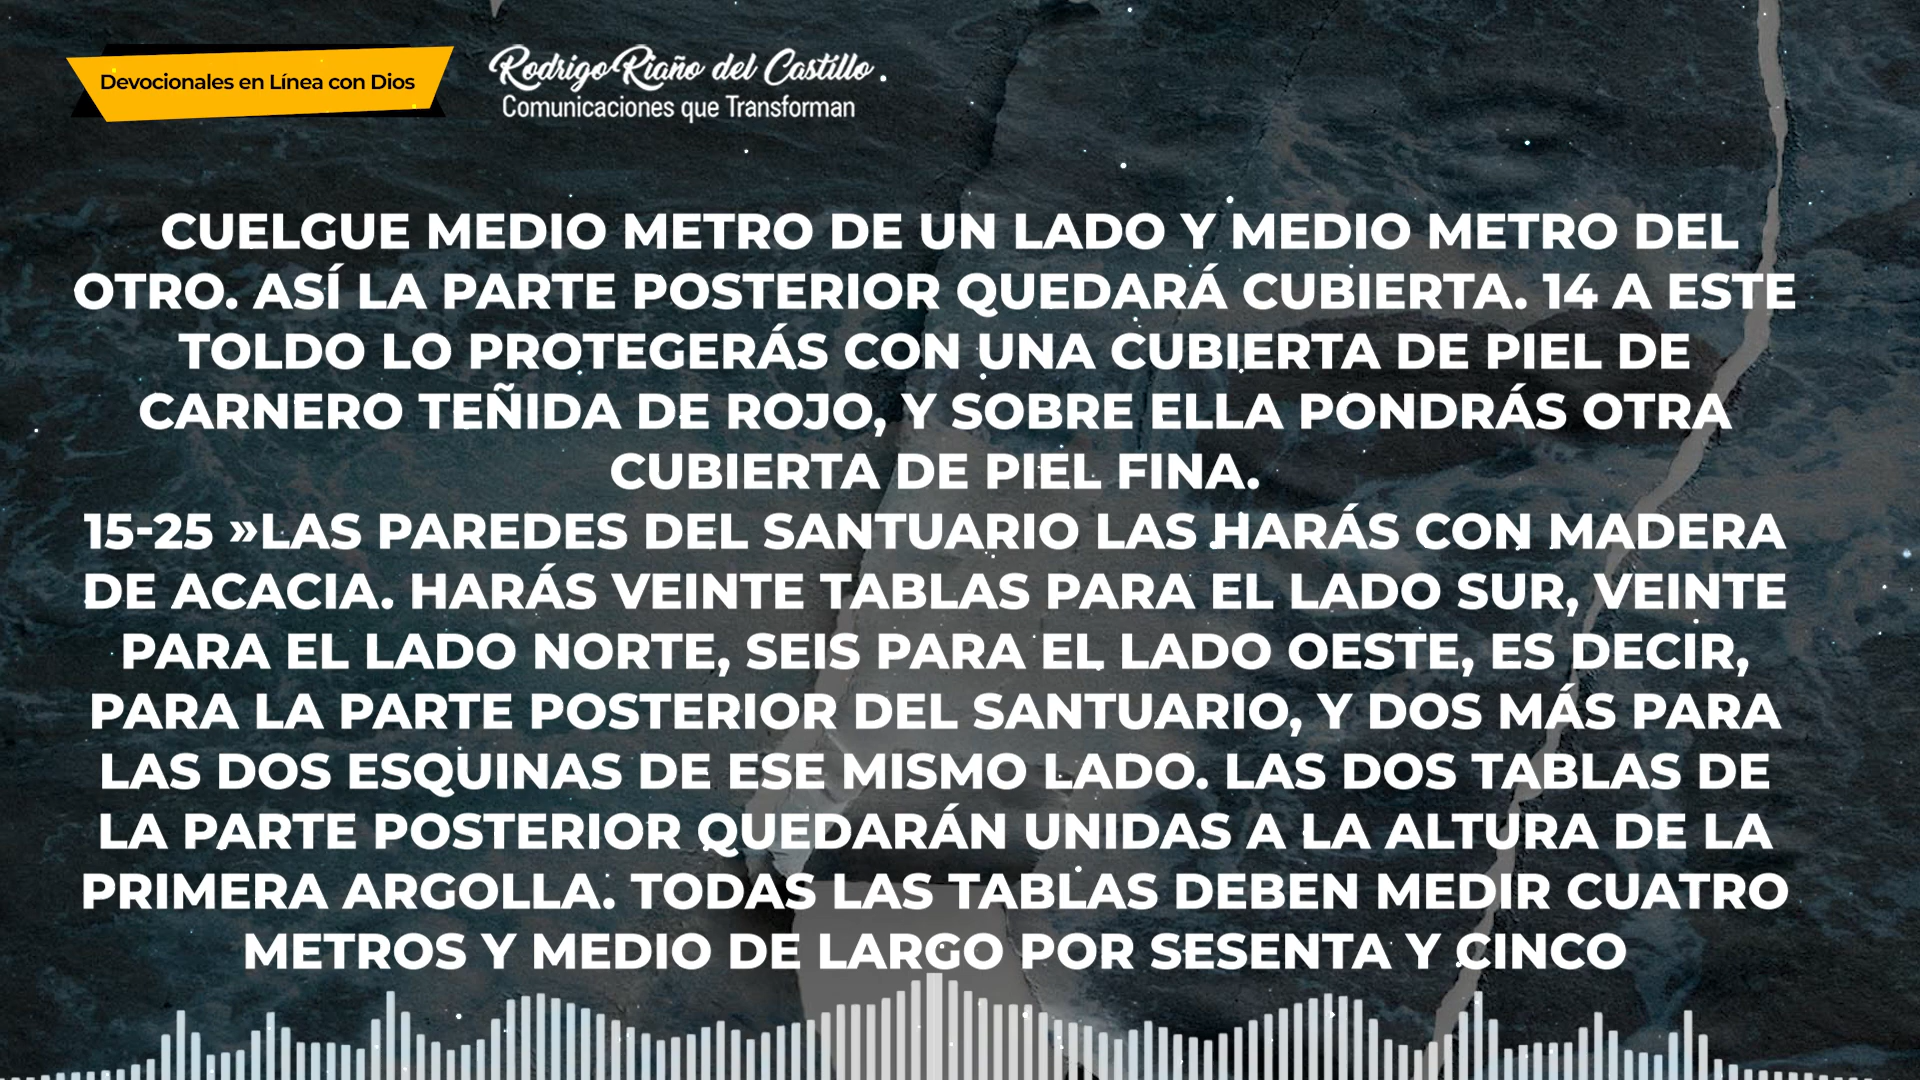 Devocionales en Línea con Dios
Rodrigo Riaño del Castillo.
Comunicaciones que Transforman
CUELGUE MEDIO METRO DE UN LADO Y MEDIO METRO DEL
OTRO. ASÍ LA PARTE POSTERIOR QUEDARÁ CUBIERTA. 14 A ESTE
TOLDO LO PROTEGERÁS CON UNA CUBIERTA DE PIEL DE
CARNERO TEÑIDA DE ROJO, Y SOBRE ELLA PONDRÁS OTRA
CUBIERTA DE PIEL FINA.
15-25 »LAS PAREDES DEL SANTUARIO LAS HARÁS CON MADERA
DE ACACIA. HARÁS VEINTE TABLAS PARA EL LADO SUR, VEINTE
PARA EL LADO NORTE, SEIS PARA EL LADO OESTE, ES DECIR,
PARA LA PARTE POSTERIOR DEL SANTUARIO, Y DOS MÁS PARA
LAS DOS ESQUINAS DE ESE MISMO LADO. LAS DOS TABLAS DE
LA PARTE POSTERIOR QUEDARÁN UNIDAS A LA ALTURA DE LA
PRIMERA ARGOLLA. TODAS LAS TABLAS DEBEN MEDIR CUATRO
METROS Y MEDIO DE LARGO POR SESENTA Y CINCO